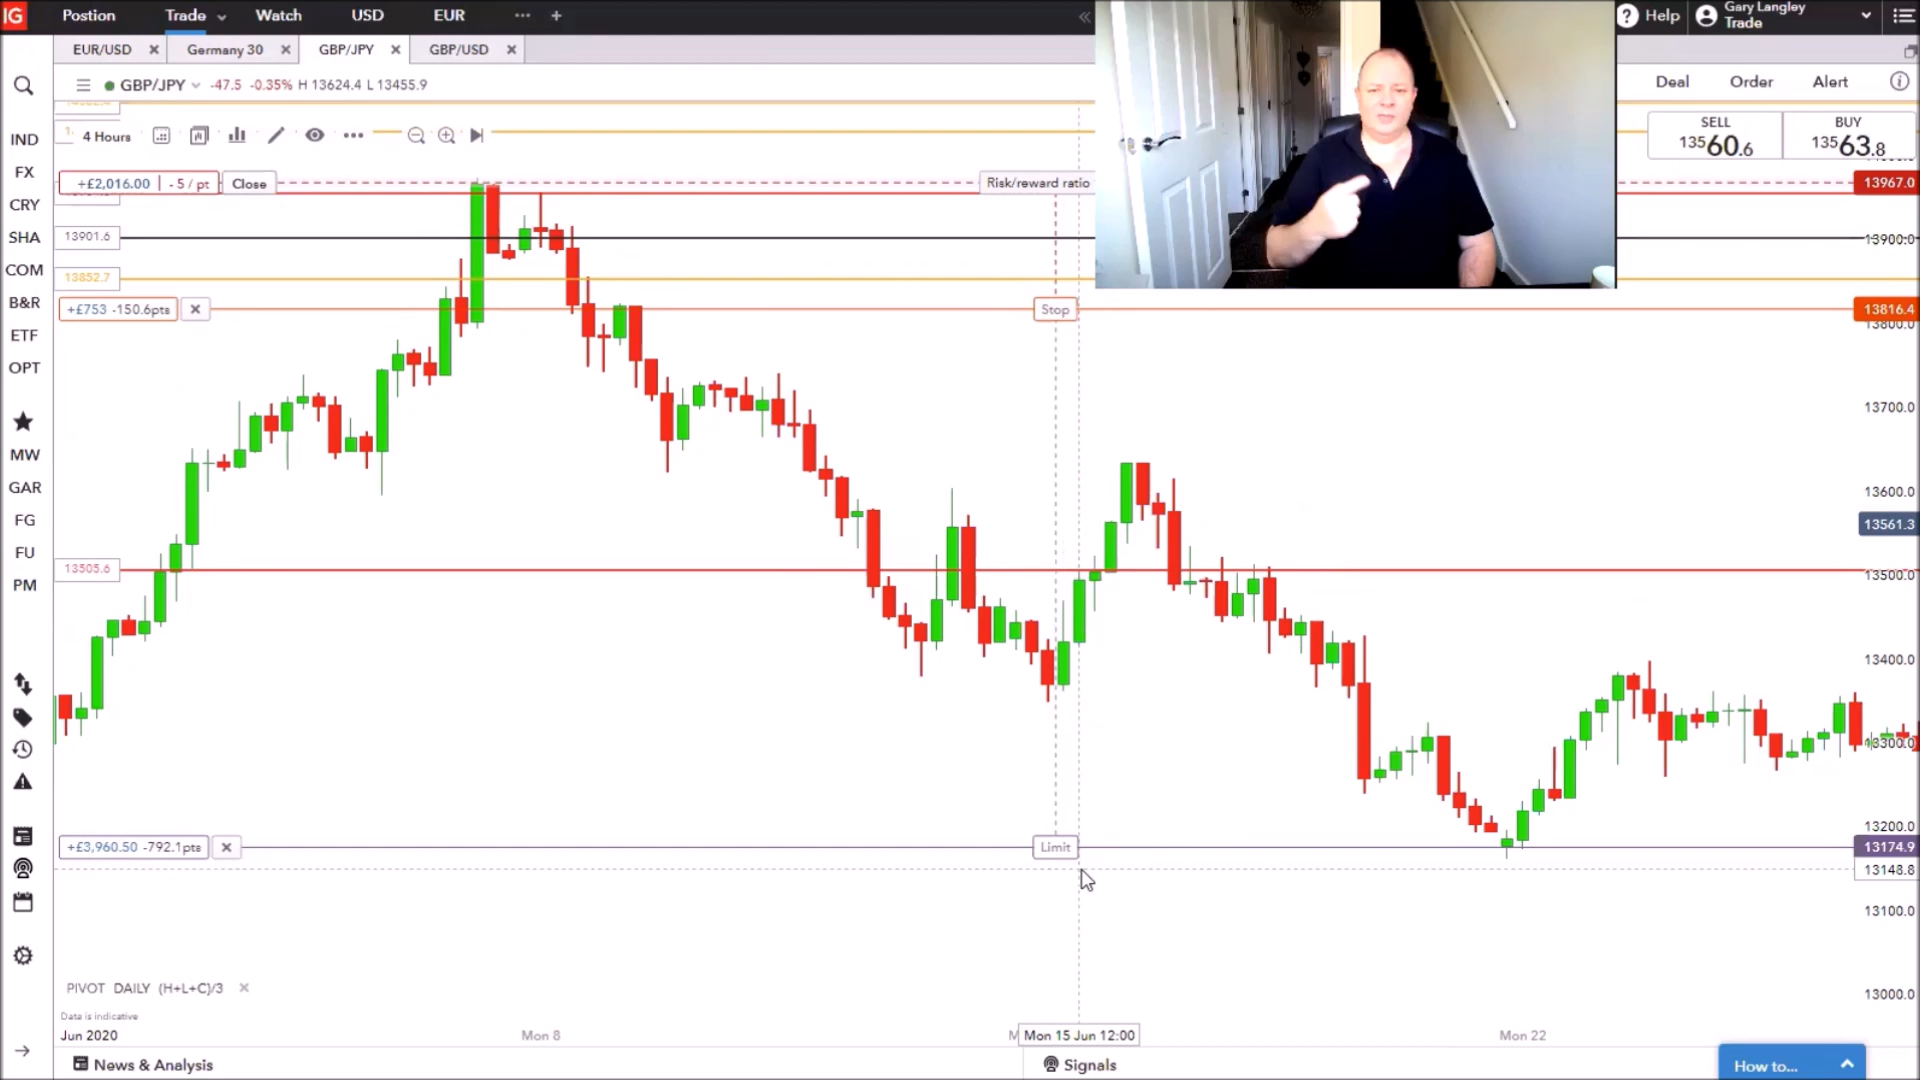 IG Postion Trade Watch USD EUR ... +
Help Gary Langley
Trade
EUR/USD Germany 30 GBP/JPY GBP/USD
GBP/JPY -47.5 -0.35% H 13624.4 L 13455.9
Deal Order Alert
SELL BUY
13560.6 13563.8
4 Hours
IND
FX
CRY
SHA
COM
B&R
ETF
OPT
MW
GAR
FG
FU
PM
+£2,016.00 - 5 / pt Close Risk/reward ratio 13967.0
13901.6 13900.0
13852.7
+£753 -150.6pts Stop 13816.4
13800.0
13700.0
13600.0
13561.3
13505.6 13500.0
13400.0
13300.0
13200.0
+£3,960.50 -792.1pts Limit 13174.9
13148.8
13100.0
13000.0
PIVOT DAILY (H+L+C)/3
Data is indicative
Jun 2020 Mon 8 Mon 15 Jun 12:00 Mon 22
News & Analysis Signals How to...